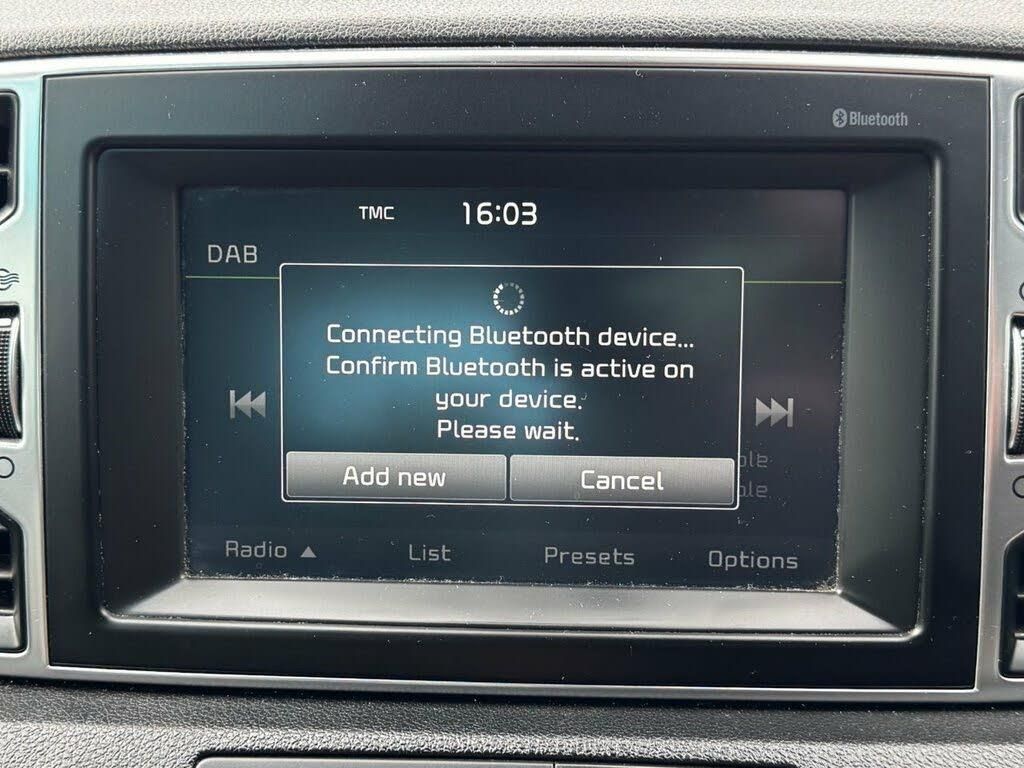 Bluetooth
TMC 16:03
DAB
Connecting Bluetooth device...
Confirm Bluetooth is active on
your device.
Please wait.
Add new Cancel
Radio ▲ List Presets Options